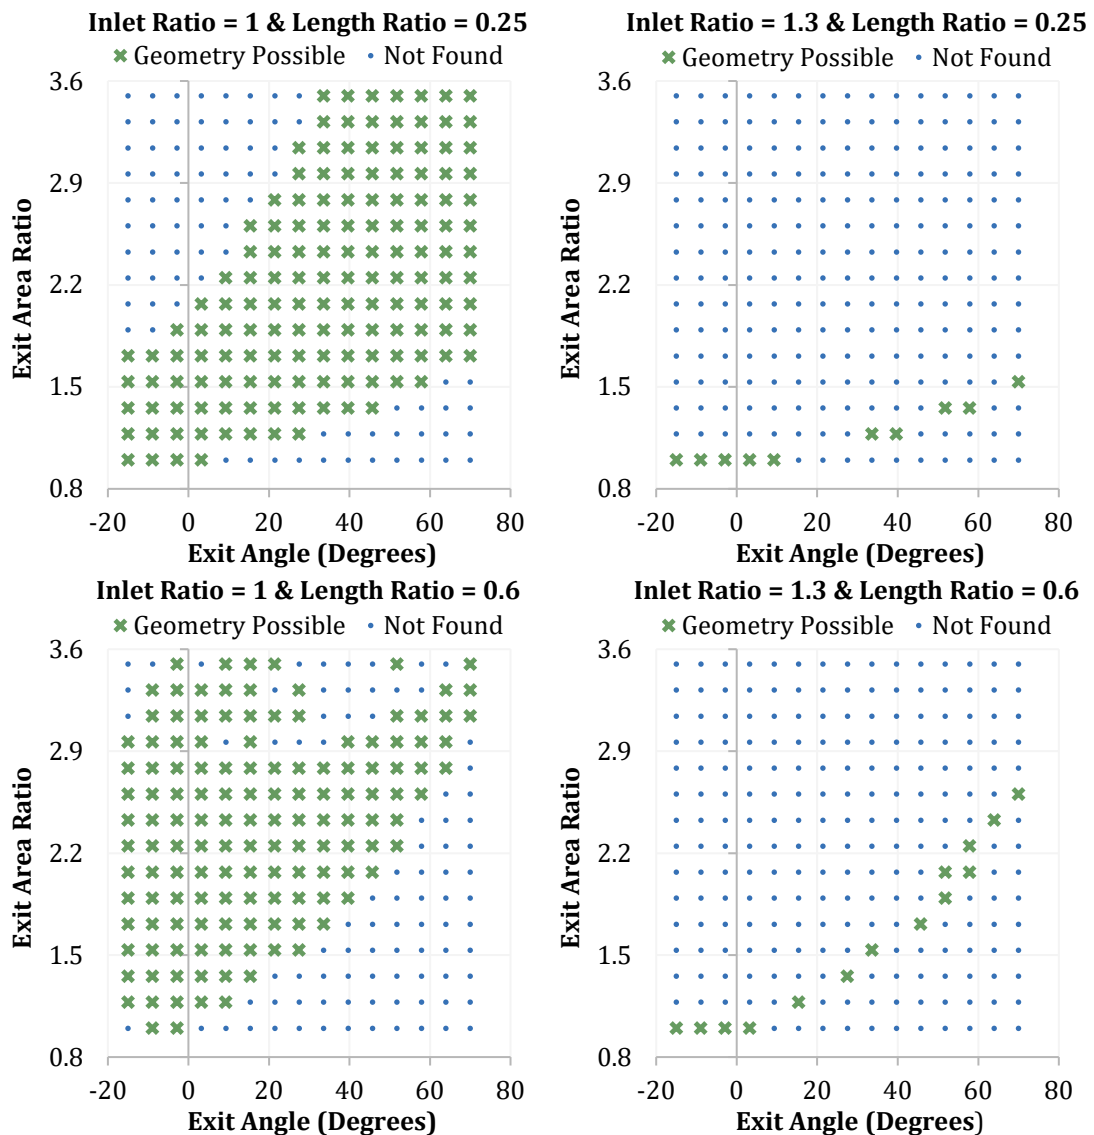 Inlet Ratio = 1 & Length Ratio = 0.25
Geometry Possible Not Found
3.6
2.9
2.2
1.5
0.8
Exit Area Ratio
-20 0 20 40 60 80
Exit Angle (Degrees)
Inlet Ratio = 1.3 & Length Ratio = 0.25
Geometry Possible Not Found
3.6
2.9
2.2
1.5
0.8
Exit Area Ratio
-20 0 20 40 60 80
Exit Angle (Degrees)
Inlet Ratio = 1 & Length Ratio = 0.6
Geometry Possible Not Found
3.6
2.9
2.2
1.5
0.8
Exit Area Ratio
-20 0 20 40 60 80
Exit Angle (Degrees)
Inlet Ratio = 1.3 & Length Ratio = 0.6
Geometry Possible Not Found
3.6
2.9
2.2
1.5
0.8
Exit Area Ratio
-20 0 20 40 60 80
Exit Angle (Degrees)